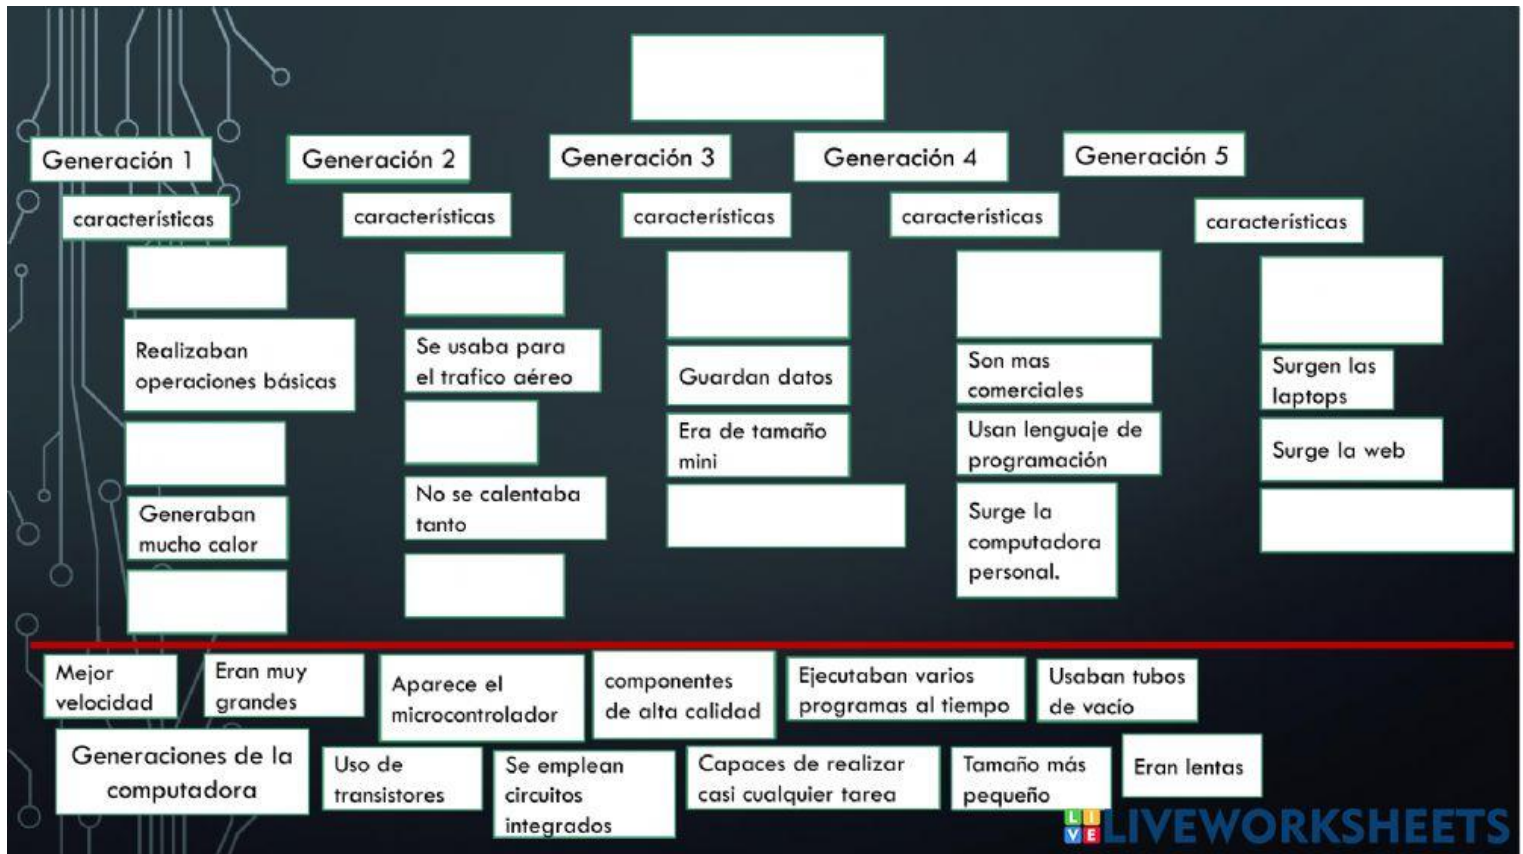 Generación 1
Generación 2
Generación 3
Generación 4
Generación 5
características
características
características
características
características
Realizaban
operaciones básicas
Generaban
mucho calor
Se usaba para
el trafico aéreo
No se calentaba
tanto
Guardan datos
Era de tamaño
mini
Son mas
comerciales
Usan lenguaje de
programación
Surge la
computadora
personal.
Surgen las
laptops
Surge la web
Mejor
velocidad
Eran muy
grandes
Aparece el
microcontrolador
componentes
de alta calidad
Ejecutaban varios
programas al tiempo
Usaban tubos
de vacío
Generaciones de la
computadora
Uso de
transistores
Se emplean
circuitos
integrados
Capaces de realizar
casi cualquier tarea
Tamaño más
pequeño
Eran lentas
LIVE LIVEWORKSHEETS